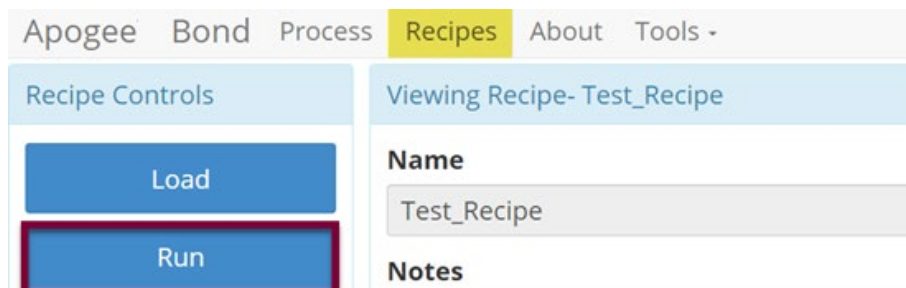 Apogee Bond Process Recipes About Tools
Recipe Controls
Viewing Recipe- Test_Recipe
Load
Run
Name
Test_Recipe
Notes